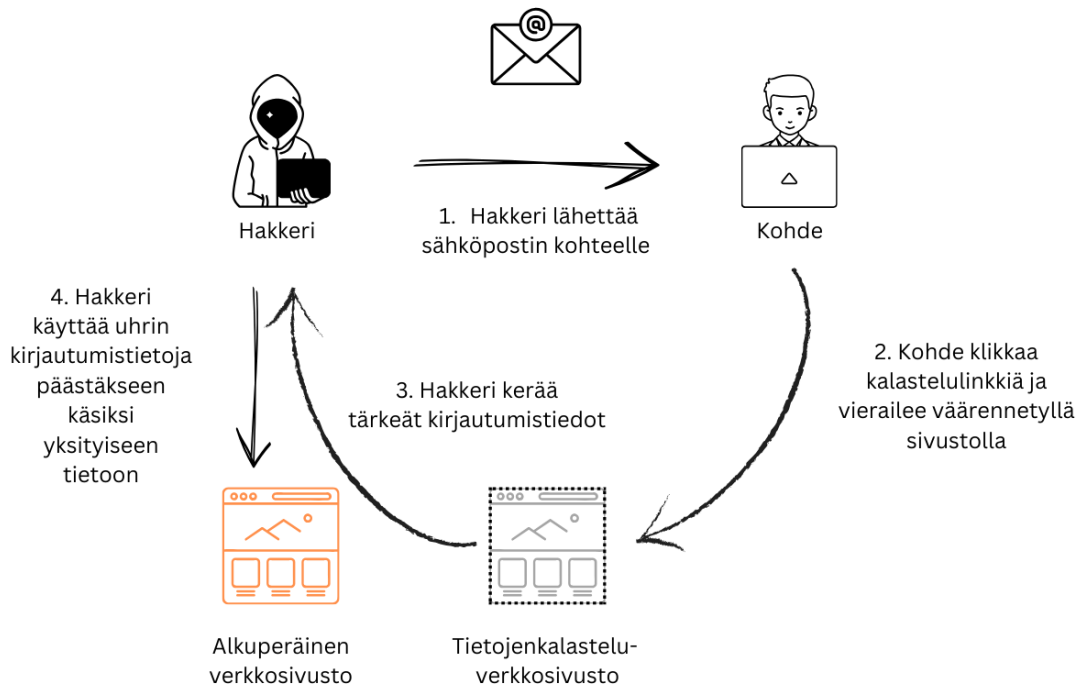 Hakkeri
1. Hakkeri lähettää
sähköpostin kohteelle
Kohde
4. Hakkeri
käyttää uhrin
kirjautumistietoja
päästäkseen
käsiksi
yksityiseen
tietoon
3. Hakkeri kerää
tärkeät kirjautumistiedot
2. Kohde klikkaa
kalastelulinkkiä ja
vierailee väärennetyllä
sivustolla
Alkuperäinen
verkkosivusto
Tietojenkalastelu-
verkkosivusto